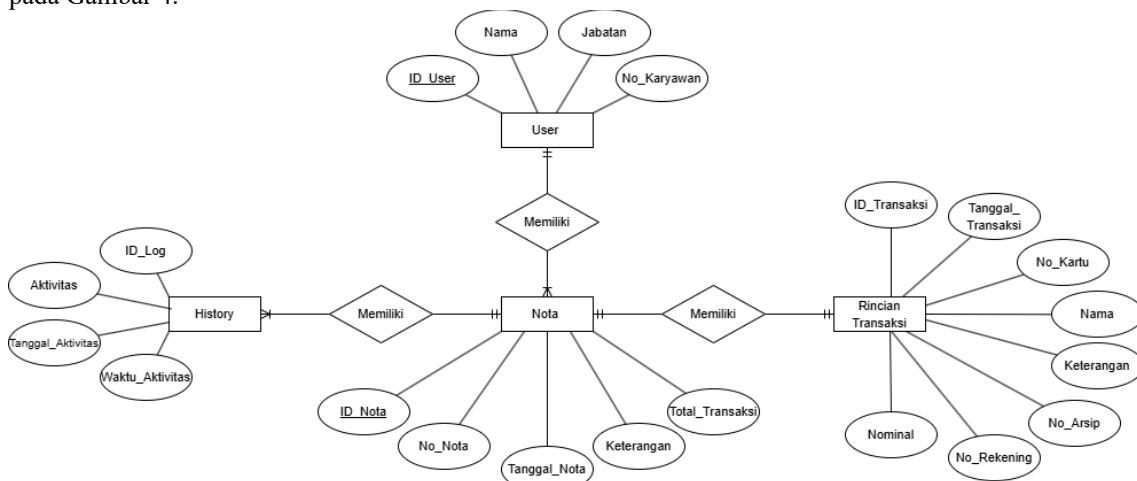 pada Gambar 4.
Nama
Jabatan
ID_User
No_Karyawan
User
Memiliki
ID_Transaksi
Tanggal_
Transaksi
ID_Log
No_Kartu
Aktivitas
History
Memiliki
Nota
Memiliki
Rincian
Transaksi
Nama
Tanggal_Aktivitas
Keterangan
Waktu_Aktivitas
ID_Nota
Total_Transaksi
No_Arsip
No_Nota
Keterangan
Nominal
No_Rekening
Tanggal_Nota